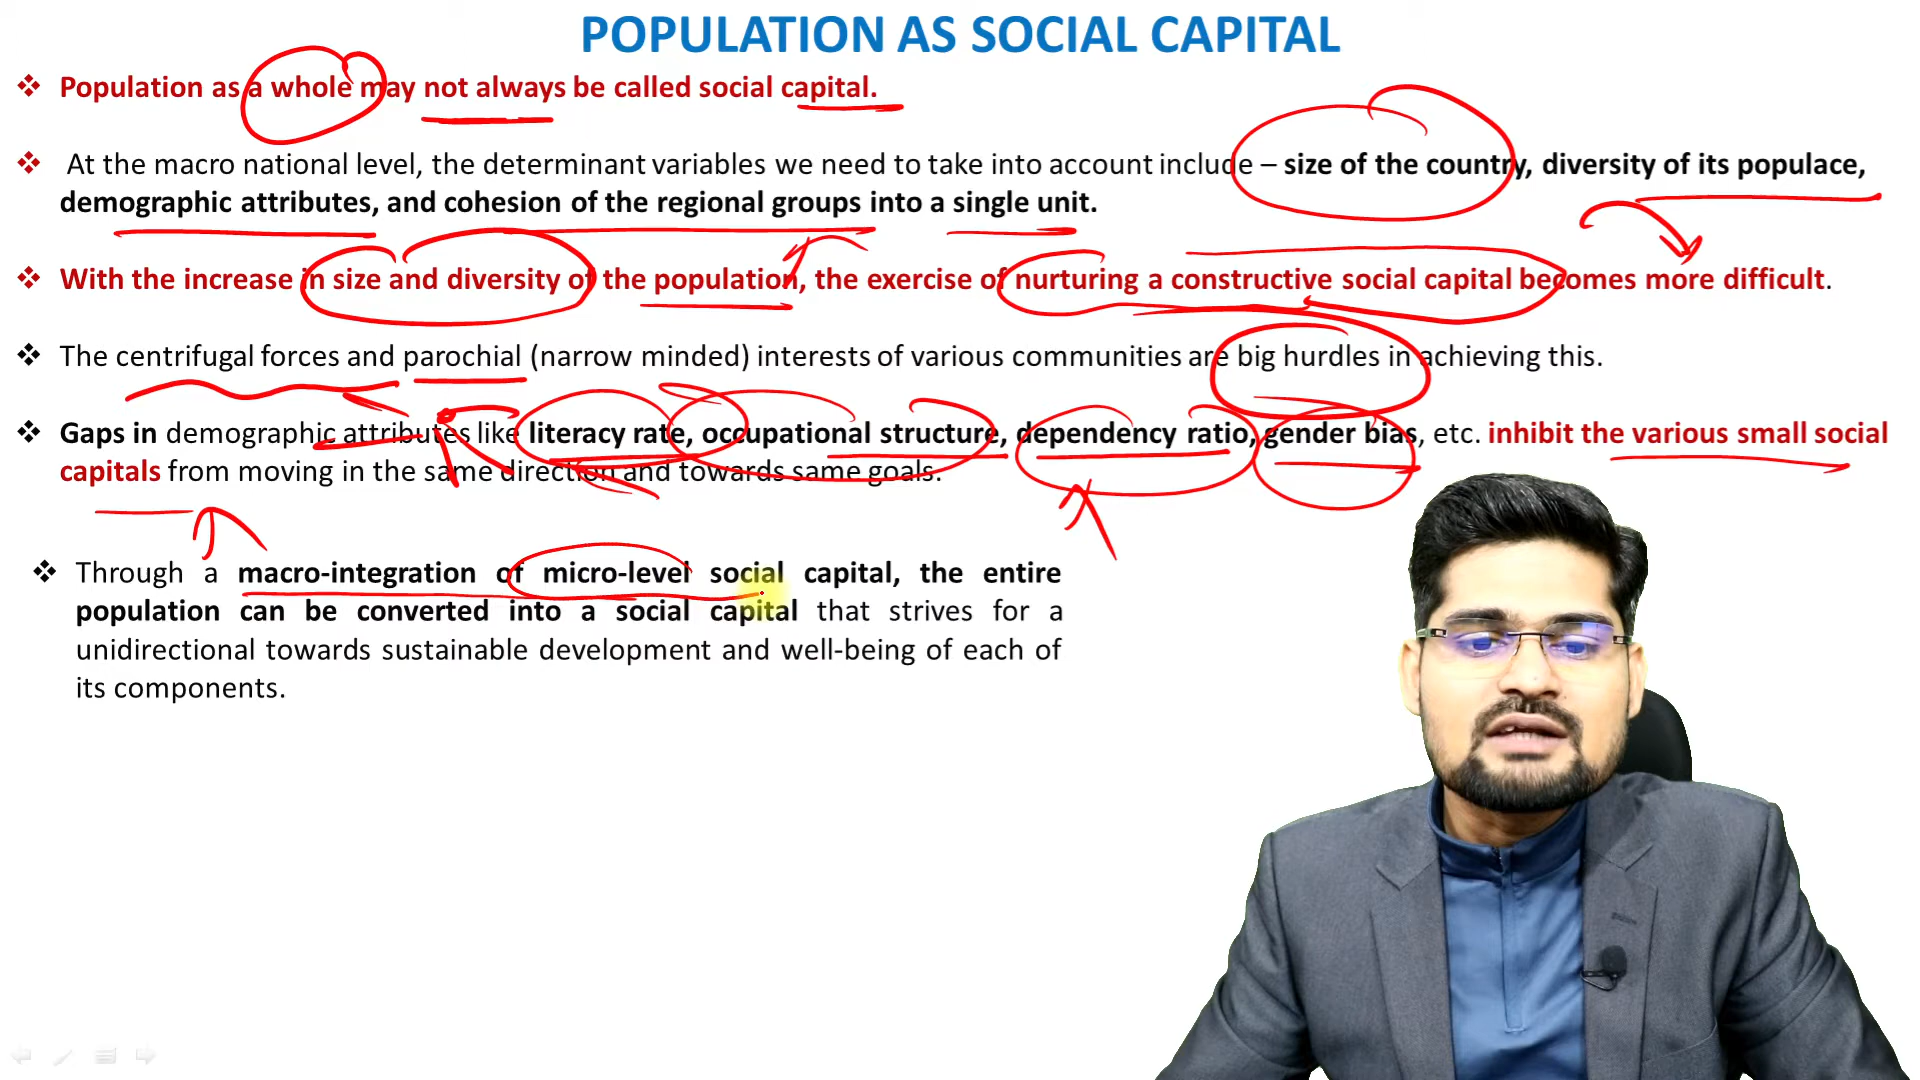 POPULATION AS SOCIAL CAPITAL
❖ Population as a whole may not always be called social capital.
❖ At the macro national level, the determinant variables we need to take into account include – size of the country, diversity of its populace,
demographic attributes, and cohesion of the regional groups into a single unit.
❖ With the increase in size and diversity of the population, the exercise of nurturing a constructive social capital becomes more difficult.
❖ The centrifugal forces and parochial (narrow minded) interests of various communities are big hurdles in achieving this.
❖ Gaps in demographic attributes like literacy rate, occupational structure, dependency ratio, gender bias, etc. inhibit the various small social
capitals from moving in the same direction and towards same goals.
❖ Through a macro-integration of micro-level social capital, the entire
population can be converted into a social capital that strives for a
unidirectional towards sustainable development and well-being of each of
its components.